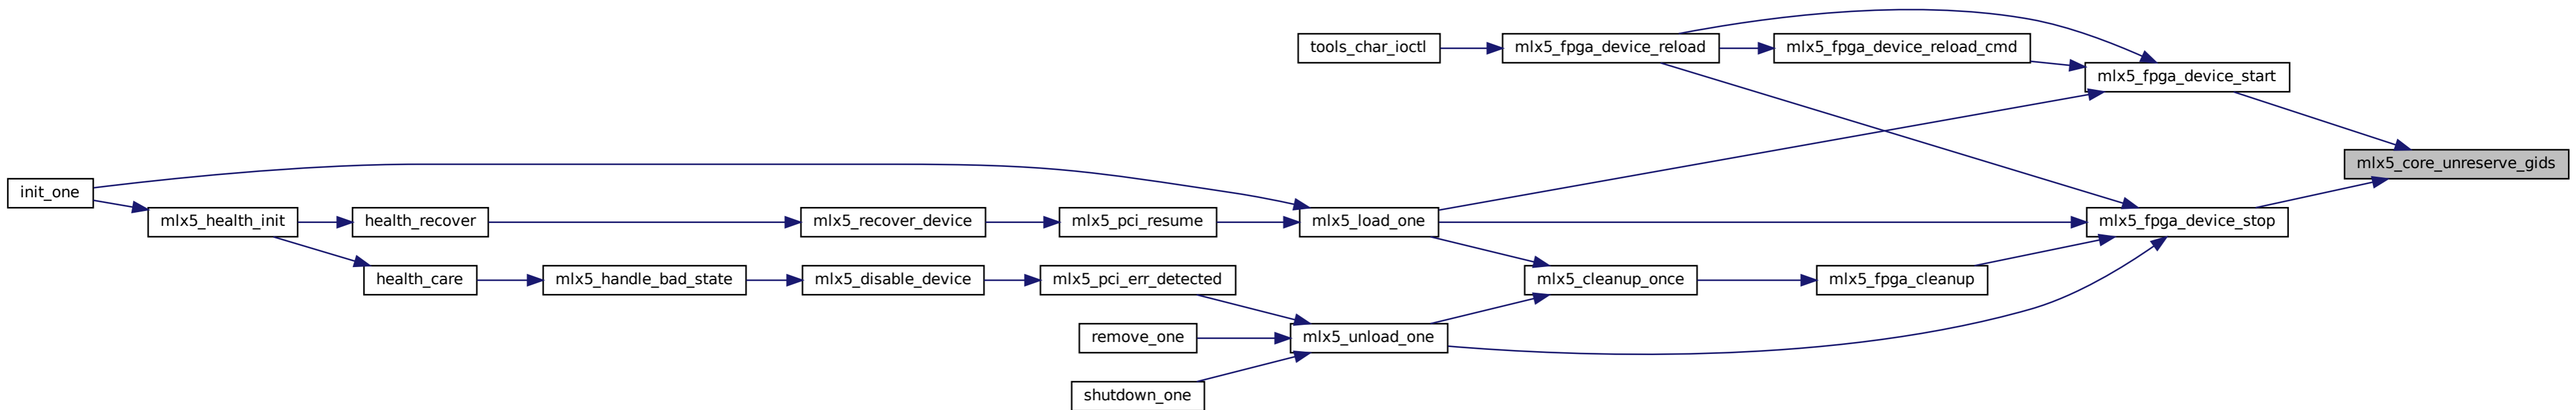 tools_char_ioctl
mlx5_fpga_device_reload
mlx5_fpga_device_reload_cmd
mlx5_fpga_device_start
mlx5_core_unreserve_gids
init_one
mlx5_health_init
health_recover
mlx5_recover_device
mlx5_pci_resume
mlx5_load_one
mlx5_fpga_device_stop
health_care
mlx5_handle_bad_state
mlx5_disable_device
mlx5_pci_err_detected
mlx5_cleanup_once
mlx5_fpga_cleanup
remove_one
mlx5_unload_one
shutdown_one